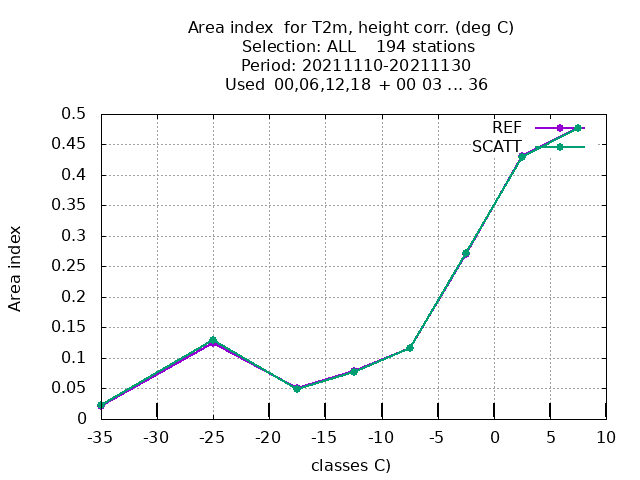 Area index  for T2m, height corr. (deg C)
Selection: ALL    194 stations
Period: 20211110-20211130
Used  00,06,12,18  + 00 03 ... 36
0.5
REF
0.45
SCATT
0.4
0.35
0.3
Area index
0.25
0.2
0.15
0.1
0.05
0
-35 -30 -25 -20 -15 -10 -5 0 5 10
classes C)